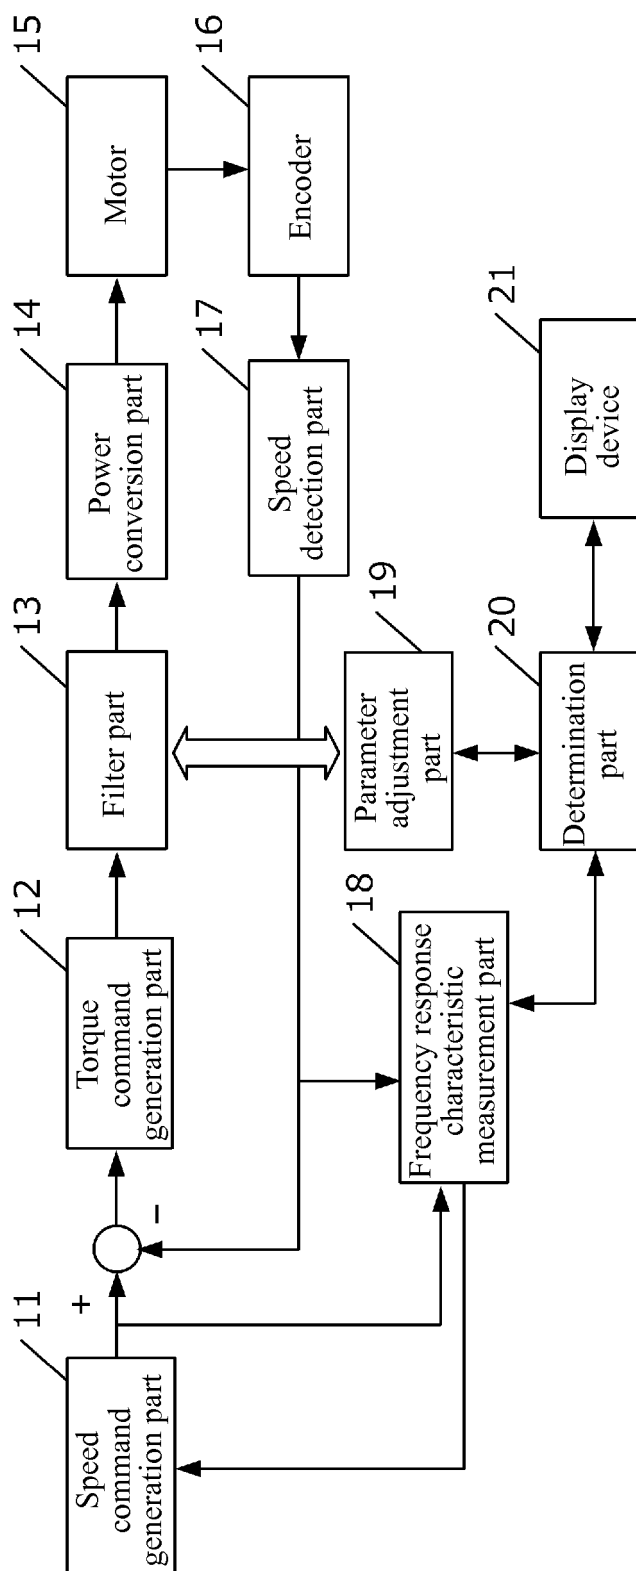 11
Speed
command
generation part
+
−
12
Torque
command
generation part
13
Filter part
14
Power
conversion part
15
Motor
16
Encoder
17
Speed
detection part
18
Frequency response
characteristic
measurement part
19
Parameter
adjustment
part
20
Determination
part
21
Display
device